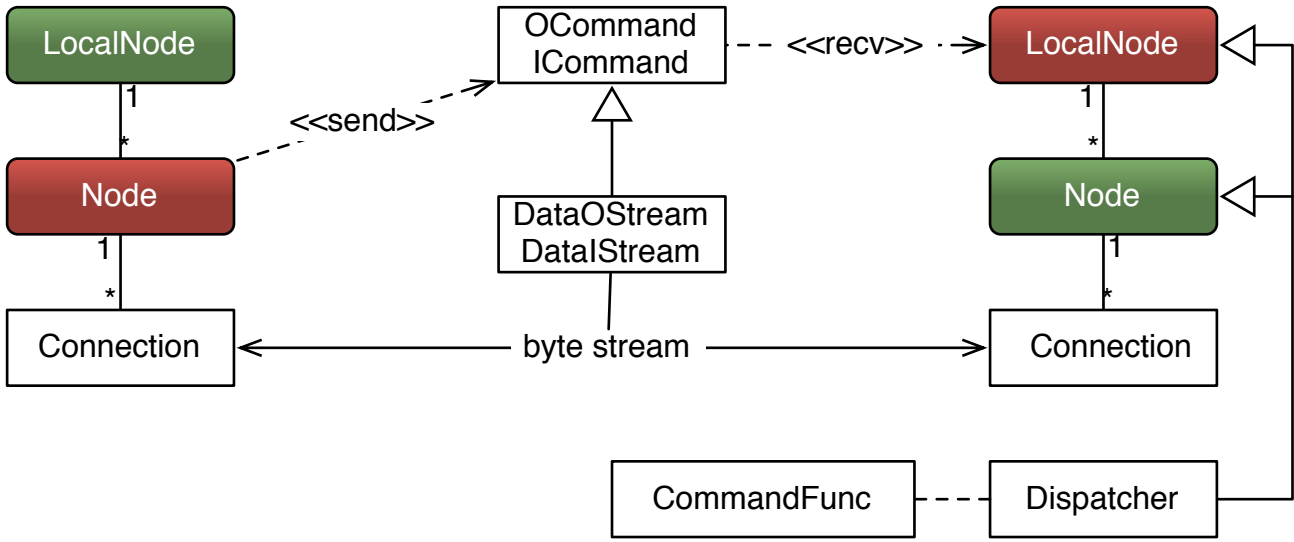 LocalNode
OCommand
ICommand
<<recv>>
LocalNode
1
*
<<send>>
1
*
Node
DataOStream
DataIStream
Node
1
*
1
*
Connection
byte stream
Connection
CommandFunc
Dispatcher